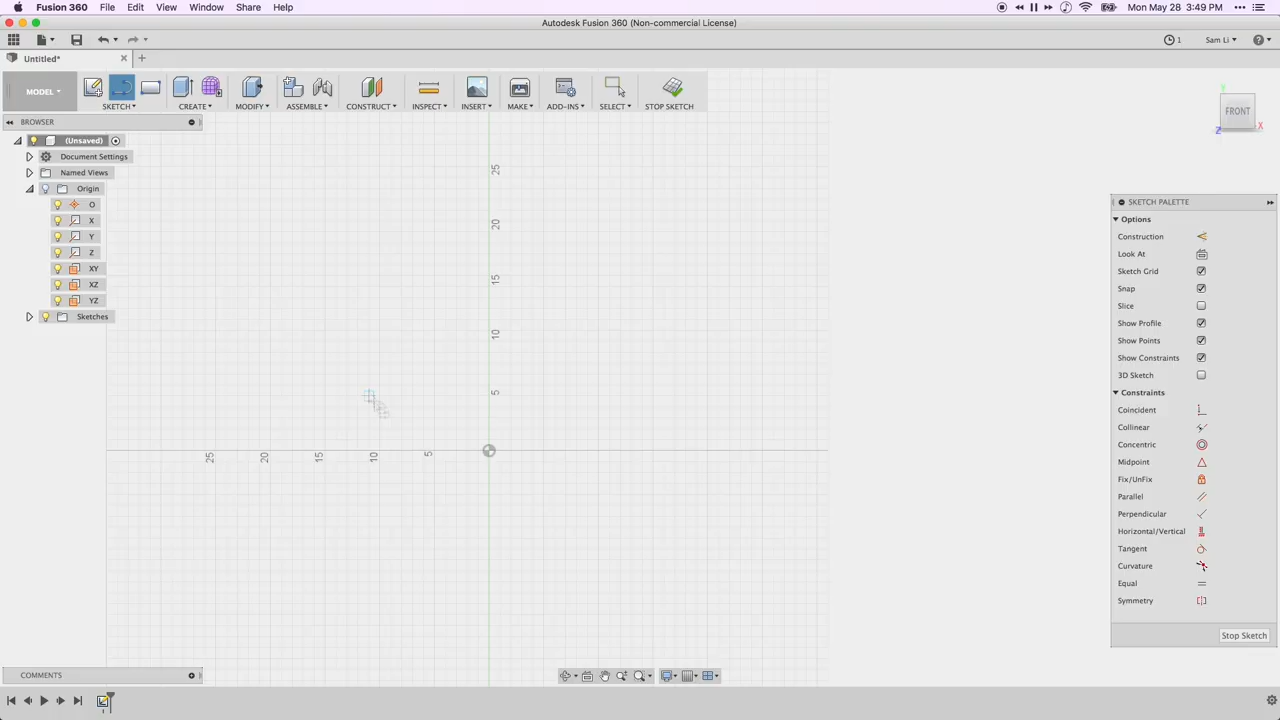 Fusion 360 File Edit View Window Share Help Mon May 28 3:49 PM
Autodesk Fusion 360 (Non-commercial License)
1 Sam Li
Untitled*
MODEL SKETCH CREATE MODIFY ASSEMBLE CONSTRUCT INSPECT INSERT MAKE ADD-INS SELECT STOP SKETCH
BROWSER
(Unsaved)
Document Settings
Named Views
Origin
O
X
Y
Z
XY
XZ
YZ
Sketches
25
20
15
10
5
25 20 15 10 5
FRONT
Y
X
Z
SKETCH PALETTE
Options
Construction
Look At
Sketch Grid
Snap
Slice
Show Profile
Show Points
Show Constraints
3D Sketch
Constraints
Coincident
Collinear
Concentric
Midpoint
Fix/UnFix
Parallel
Perpendicular
Horizontal/Vertical
Tangent
Curvature
Equal
Symmetry
Stop Sketch
COMMENTS
1